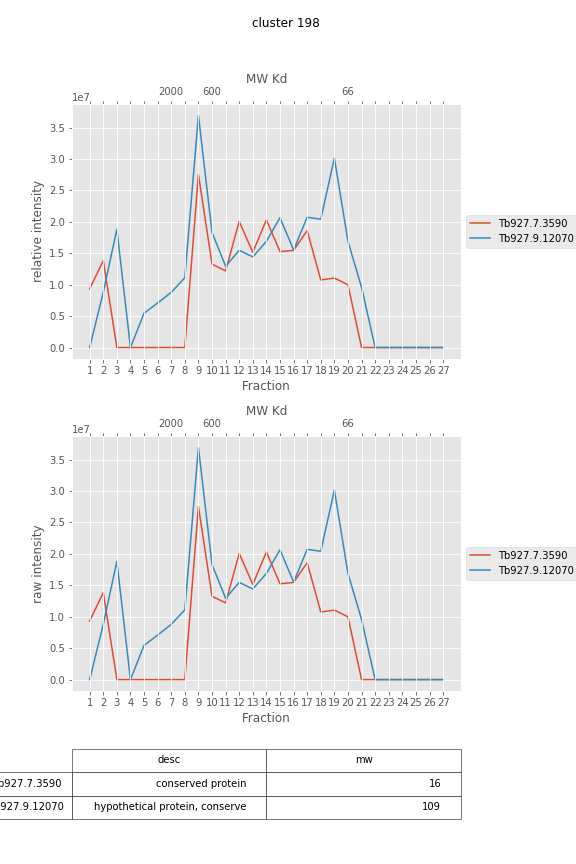 cluster 198
MW Kd
2000 600 66
1e7
3.5
3.0
2.5
2.0
1.5
1.0
0.5
0.0
relative intensity
Tb927.7.3590
Tb927.9.12070
1 2 3 4 5 6 7 8 9 10 11 12 13 14 15 16 17 18 19 20 21 22 23 24 25 26 27
Fraction
MW Kd
2000 600 66
1e7
3.5
3.0
2.5
2.0
1.5
1.0
0.5
0.0
raw intensity
Tb927.7.3590
Tb927.9.12070
1 2 3 4 5 6 7 8 9 10 11 12 13 14 15 16 17 18 19 20 21 22 23 24 25 26 27
Fraction
desc mw
b927.7.3590 conserved protein 16
927.9.12070 hypothetical protein, conserve 109